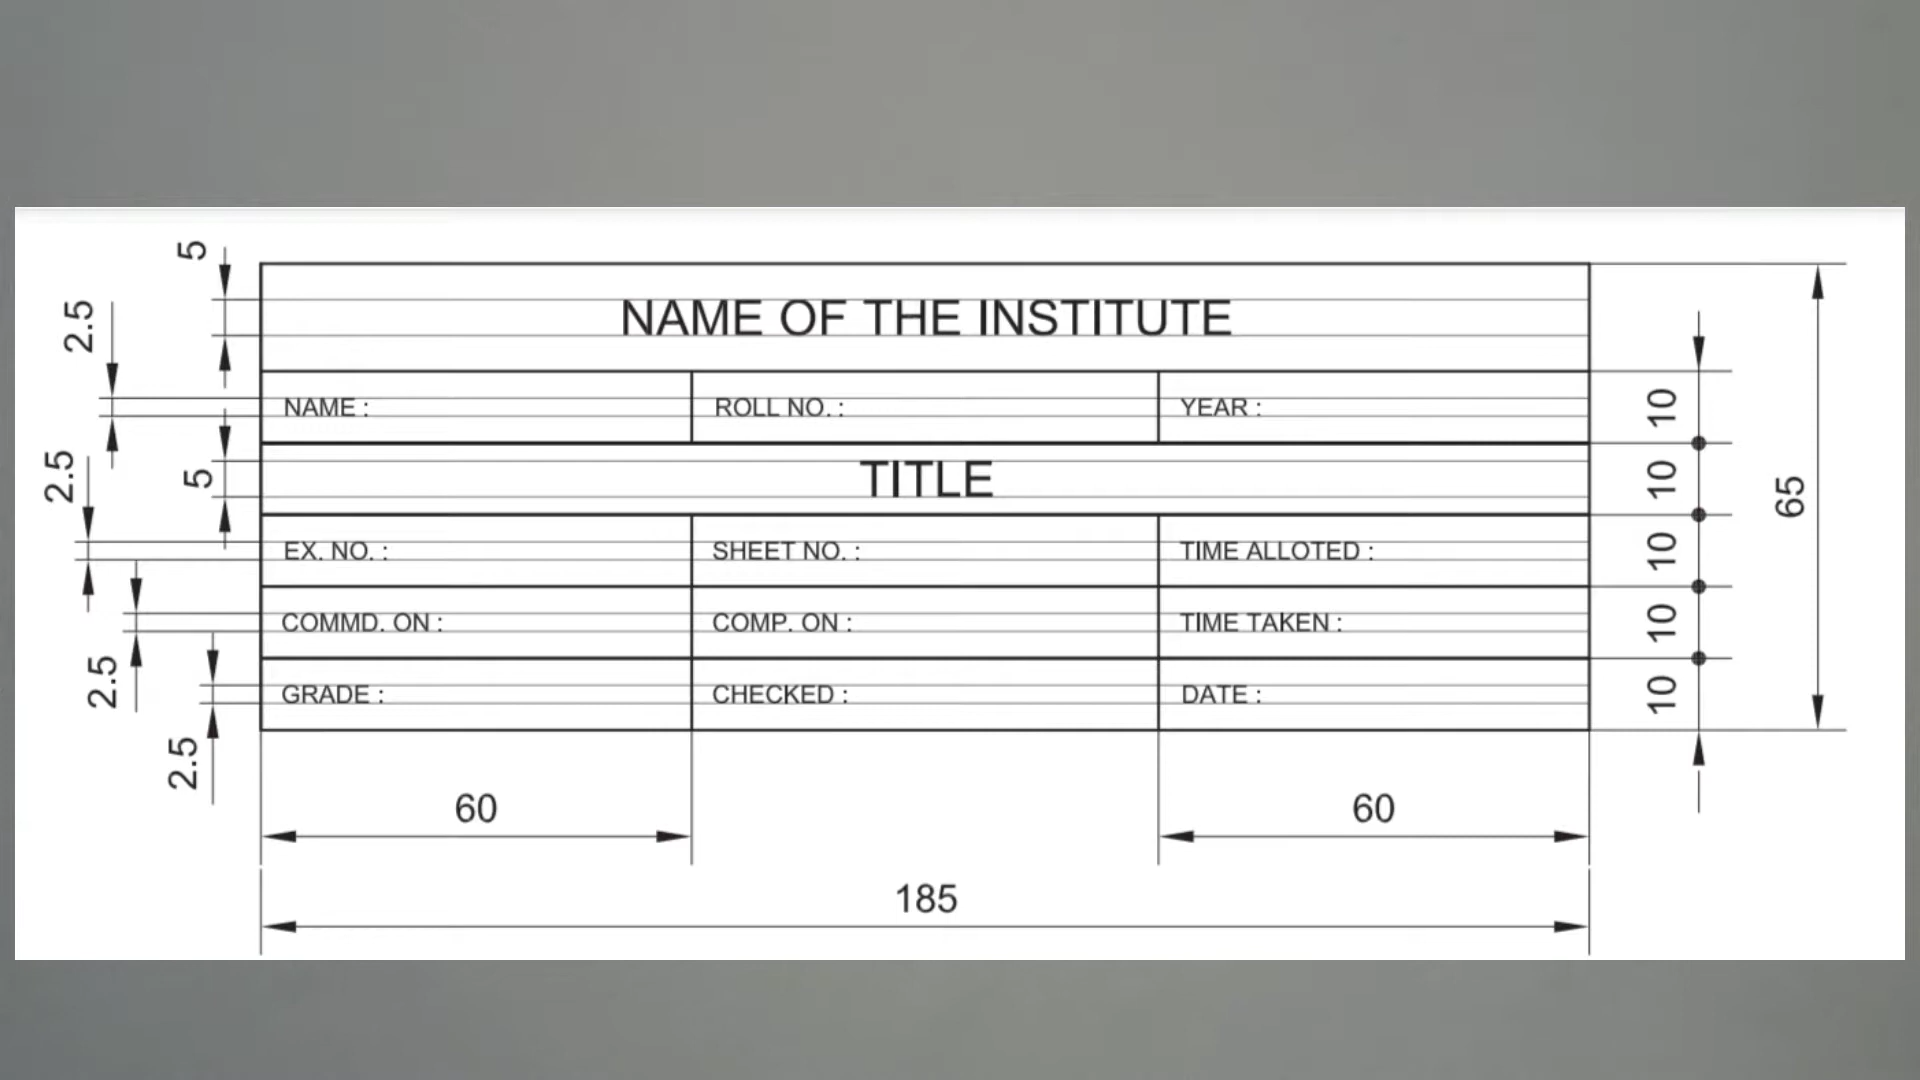 5
NAME OF THE INSTITUTE
2.5
NAME : ROLL NO. : YEAR : 10
2.5
5 TITLE 10
65
EX. NO. : SHEET NO. : TIME ALLOTED : 10
COMMD. ON : COMP. ON : TIME TAKEN : 10
2.5
GRADE : CHECKED : DATE : 10
2.5
60 60
185